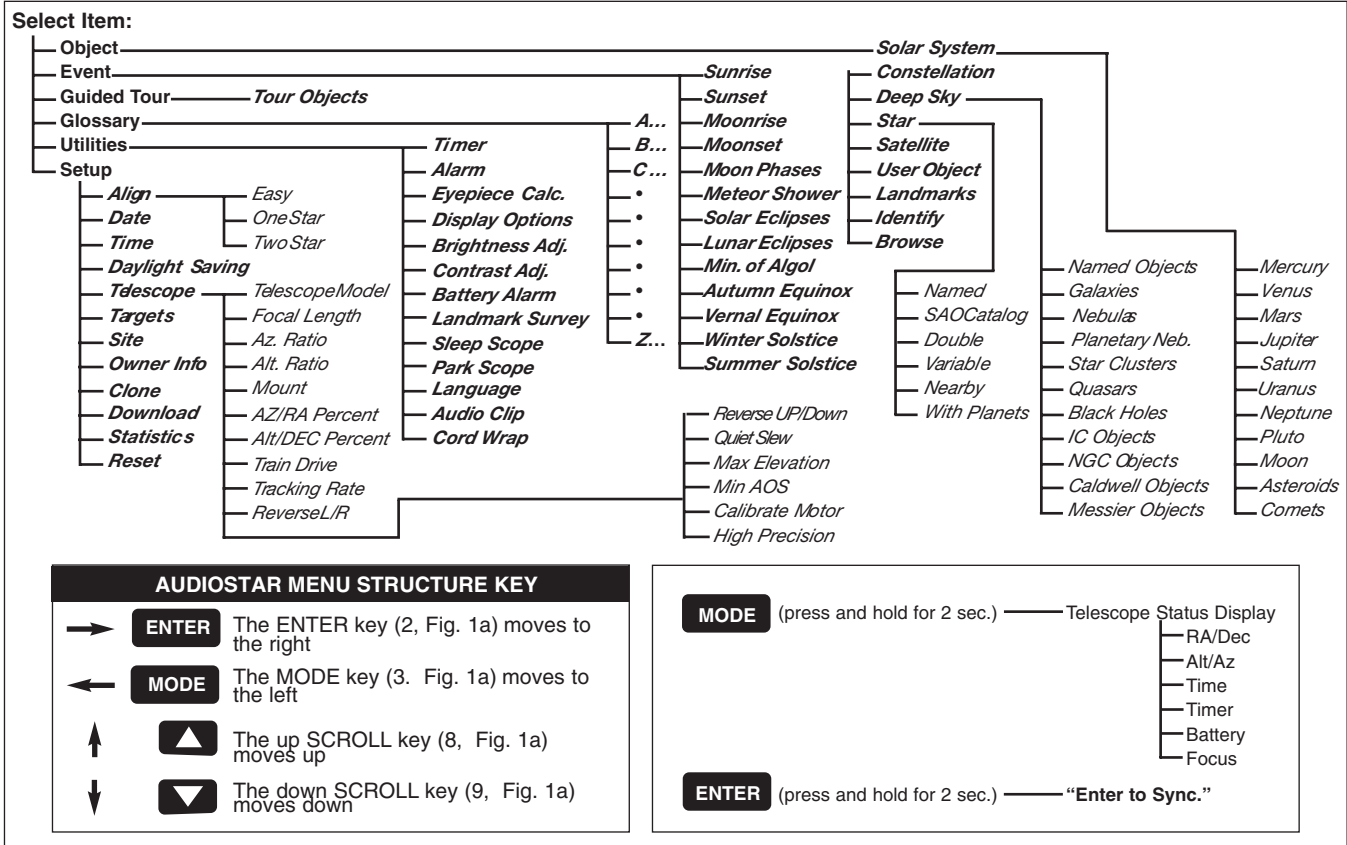 Select Item:
Object
Solar System
Event
Sunrise
Constellation
Guided Tour
Tour Objects
Sunset
Deep Sky
Glossary
A...
Moonrise
Star
Utilities
Timer
B...
Moonset
Satellite
Setup
Alarm
C...
Moon Phases
User Object
Align
Easy
Eyepiece Calc.
•
Meteor Shower
Landmarks
Date
One Star
Display Options
•
Solar Eclipses
Identify
Time
Two Star
Brightness Adj.
•
Lunar Eclipses
Browse
Daylight Saving
Contrast Adj.
•
Min. of Algol
Named Objects
Mercury
Telescope
Telescope Model
Battery Alarm
•
Autumn Equinox
Named
Galaxies
Venus
Targets
Focal Length
Landmark Survey
•
Vernal Equinox
SAO Catalog
Nebulas
Mars
Site
Az. Ratio
Sleep Scope
Z...
Winter Solstice
Double
Planetary Neb.
Jupiter
Owner Info
Alt. Ratio
Park Scope
Summer Solstice
Variable
Star Clusters
Saturn
Clone
Mount
Language
Nearby
Quasars
Uranus
Download
AZ/RA Percent
Audio Clip
Reverse UP/Down
With Planets
Black Holes
Neptune
Statistics
Alt/DEC Percent
Cord Wrap
Quiet Slew
IC Objects
Pluto
Reset
Train Drive
Max Elevation
NGC Objects
Moon
Tracking Rate
Min AOS
Caldwell Objects
Asteroids
Reverse L/R
Calibrate Motor
Messier Objects
Comets
High Precision
AUDIOSTAR MENU STRUCTURE KEY
ENTER
The ENTER key (2, Fig. 1a) moves to
the right
MODE
The MODE key (3. Fig. 1a) moves to
the left
The up SCROLL key (8, Fig. 1a)
moves up
The down SCROLL key (9, Fig. 1a)
moves down
MODE (press and hold for 2 sec.) Telescope Status Display
RA/Dec
Alt/Az
Time
Timer
Battery
Focus
ENTER (press and hold for 2 sec.) “Enter to Sync.”